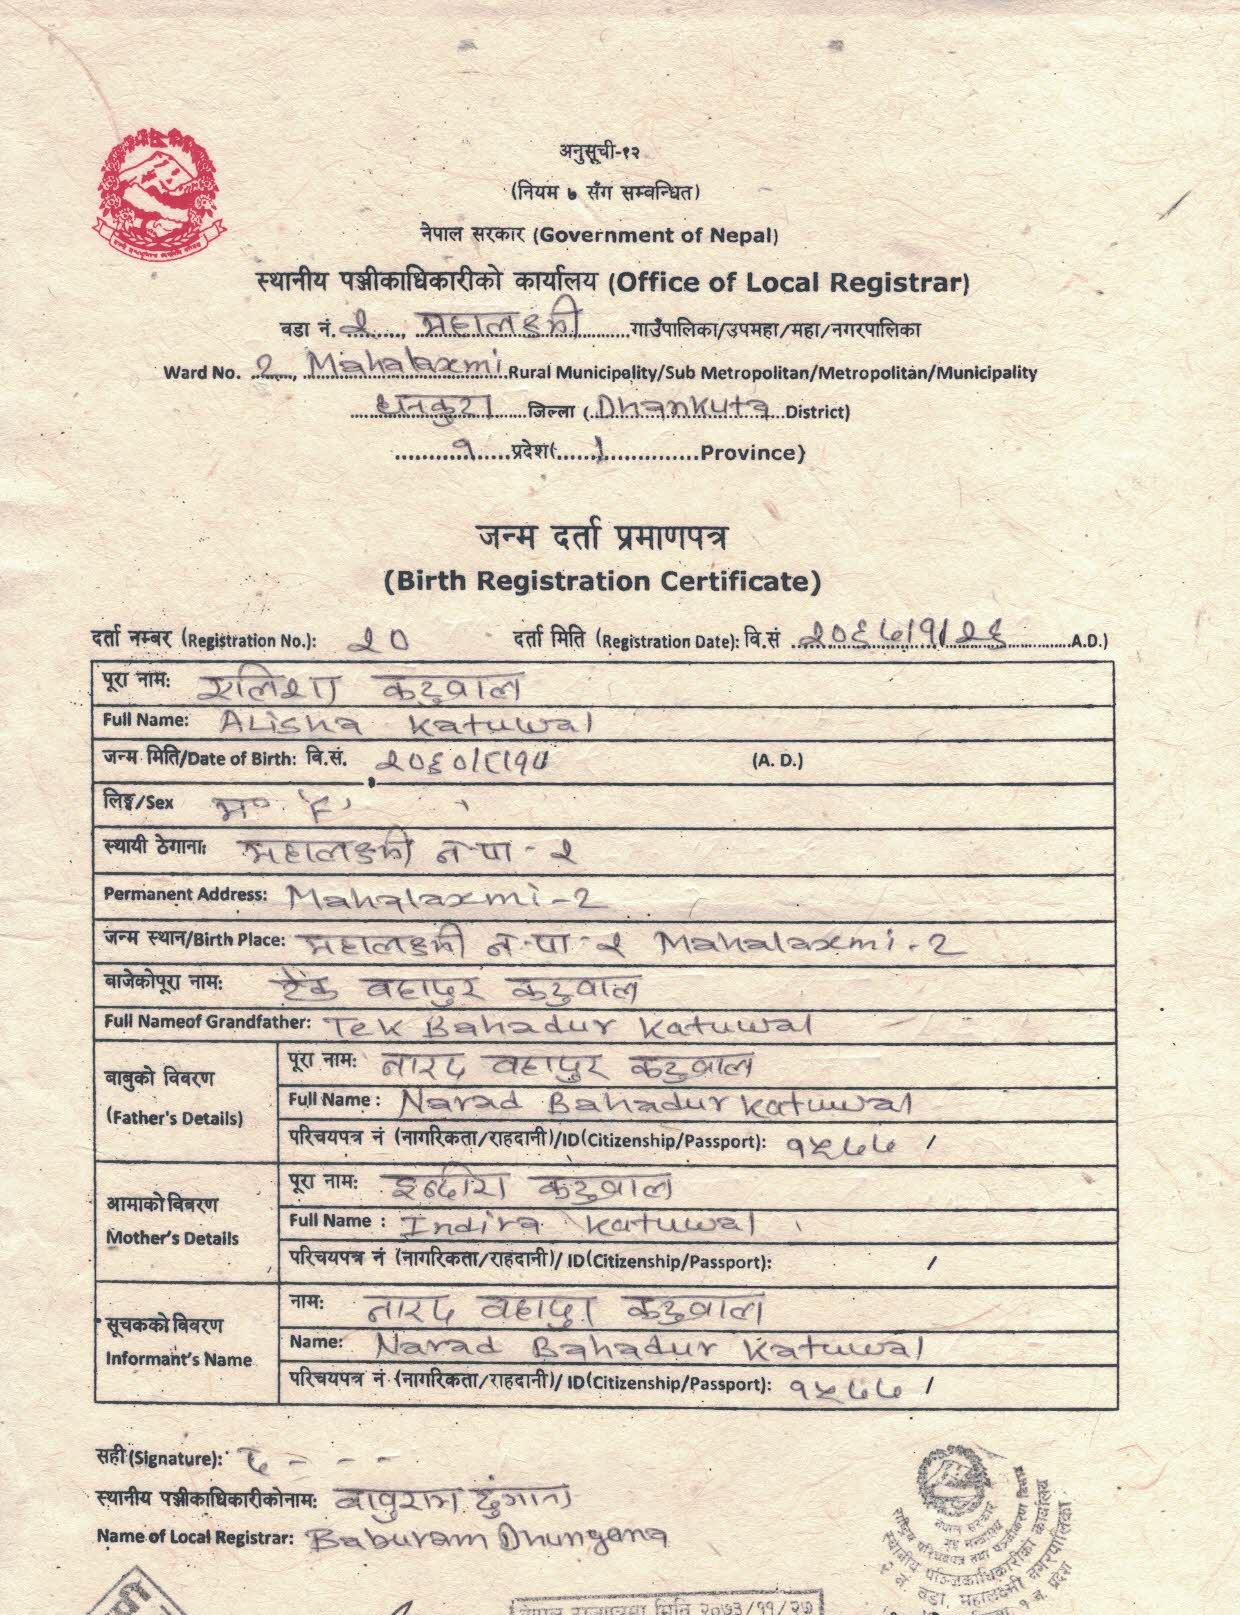 अनुसूची-१२
(नियम ७ सँग सम्बन्धित)
नेपाल सरकार (Government of Nepal)
स्थानीय पञ्जीकाधिकारीको कार्यालय (Office of Local Registrar)
वडा नं. २, महालक्ष्मी गाउँपालिका/उपमहा/महा/नगरपालिका
Ward No. 2, Mahalaxmi Rural Municipality/Sub Metropolitan/Metropolitan/Municipality
धनकुटा जिल्ला (Dhankuta District)
१ प्रदेश(1 Province)
जन्म दर्ता प्रमाणपत्र
(Birth Registration Certificate)
दर्ता नम्बर (Registration No.): २० दर्ता मिति (Registration Date): वि.सं २०६७/१/२६ A.D.)
पूरा नाम: एलिशा कटुवाल
Full Name: Alisha Katuwal
जन्म मिति/Date of Birth: वि.सं. २०६०/८/१५ (A. D.)
लिङ्ग/Sex म० 'F'
स्थायी ठेगाना: महालक्ष्मी न.पा - २
Permanent Address: Mahalaxmi - 2
जन्म स्थान/Birth Place: महालक्ष्मी न.पा - २ Mahalaxmi - 2
बाजेकोपूरा नाम: टेक बहादुर कटुवाल
Full Nameof Grandfather: Tek Bahadur Katuwal
बाबुको विवरण
(Father's Details)
पूरा नाम: नारद बहादुर कटुवाल
Full Name : Narad Bahadur Katuwal
परिचयपत्र नं (नागरिकता/राहदानी)/ID(Citizenship/Passport): १५७७ /
आमाको विवरण
Mother's Details
पूरा नाम: इन्दीरा कटुवाल
Full Name : Indira Katuwal
परिचयपत्र नं (नागरिकता/राहदानी)/ ID(Citizenship/Passport): /
सूचकको विवरण
Informant's Name
नाम: नारद बहादुर कटुवाल
Name: Narad Bahadur Katuwal
परिचयपत्र नं (नागरिकता/राहदानी)/ ID(Citizenship/Passport): १५७७ /
सही (Signature): द - - -
स्थानीय पञ्जीकाधिकारीकोनाम: बाबुराम ढुंगाना
Name of Local Registrar: Baburam Dhungana
नेपाल सरकार
गृह मन्त्रालय
राष्ट्रिय परिचयपत्र तथा पञ्जीकरण विभाग
स्थानीय पञ्जिकाधिकारीको कार्यालय
२ नं. वडा, महालक्ष्मी नगरपालिका
१ नं. प्रदेश
नेपाल राजपत्रमा मिति २०७३/११/२७